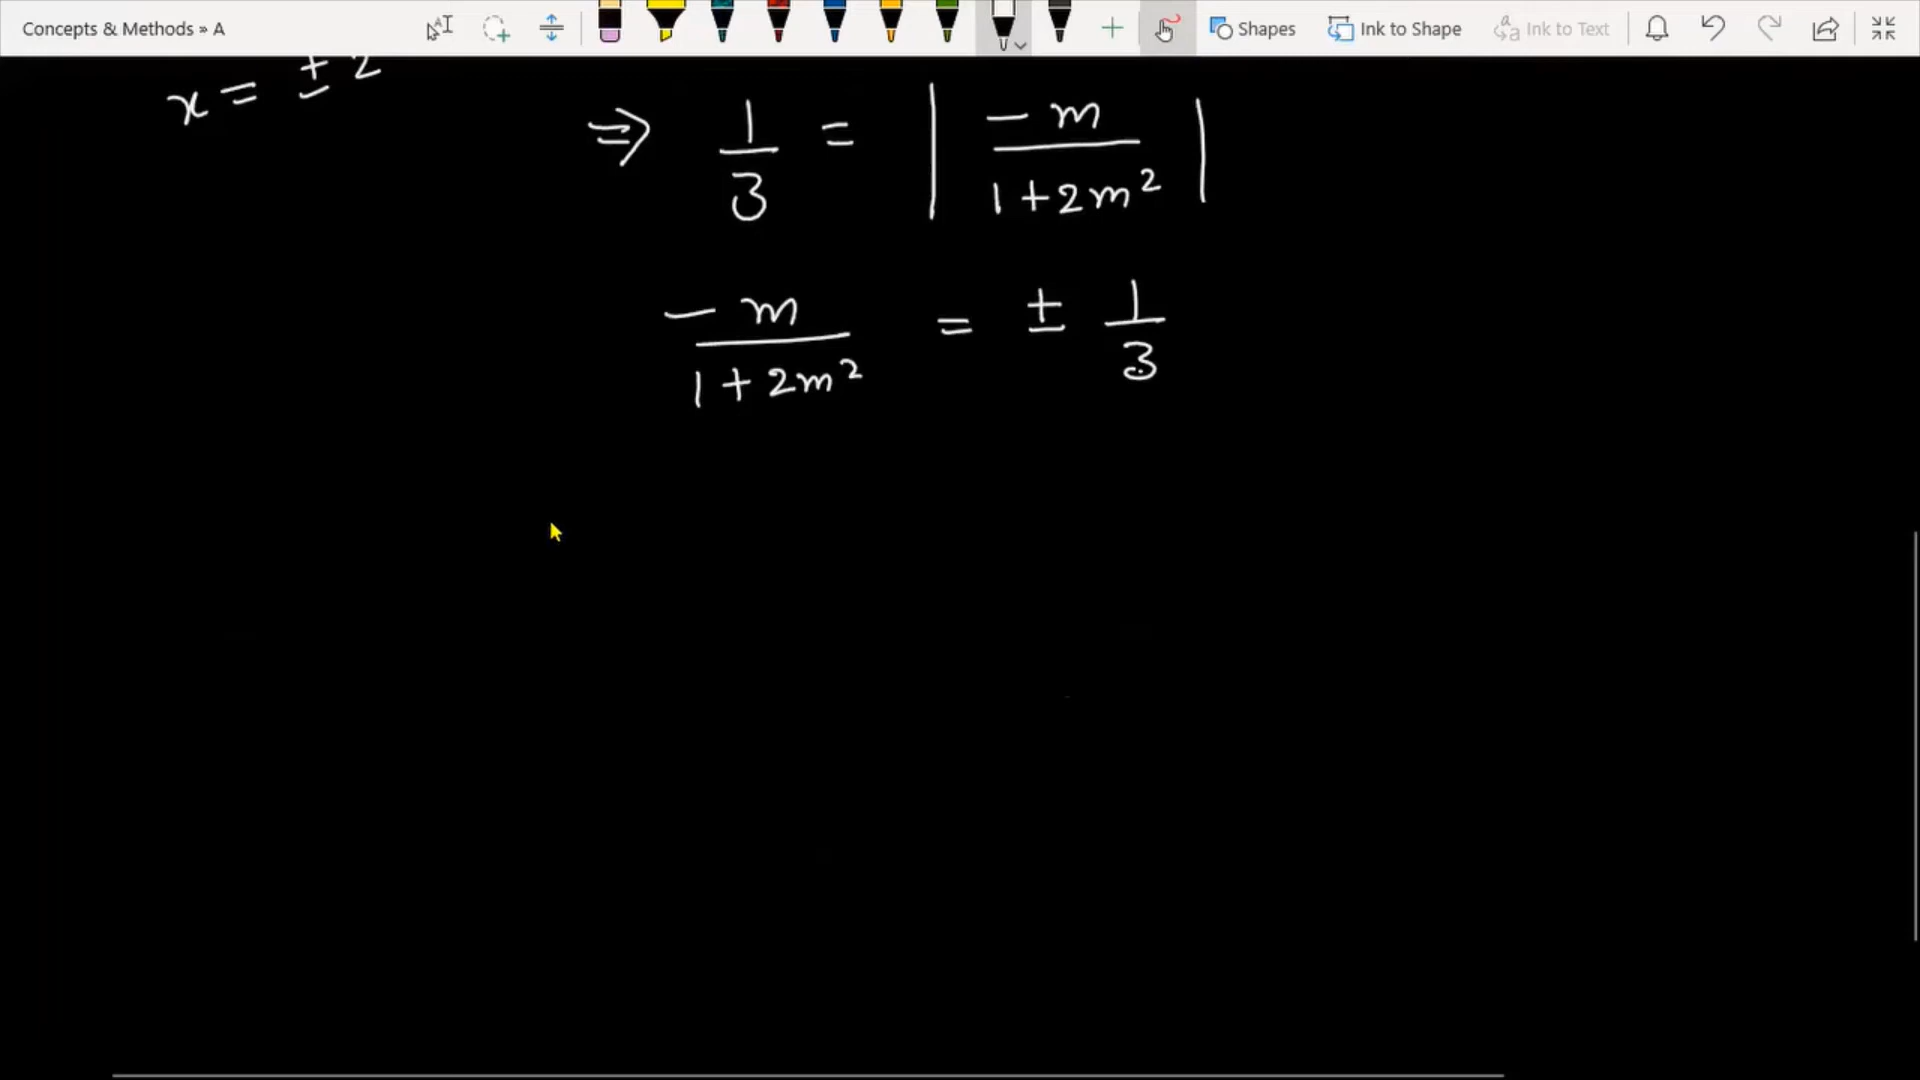 Concepts & Methods » A
Shapes
Ink to Shape
Ink to Text
x = ± 2
⇒ 1/3 = | -m / 1+2m² |
-m / 1+2m² = ± 1/3